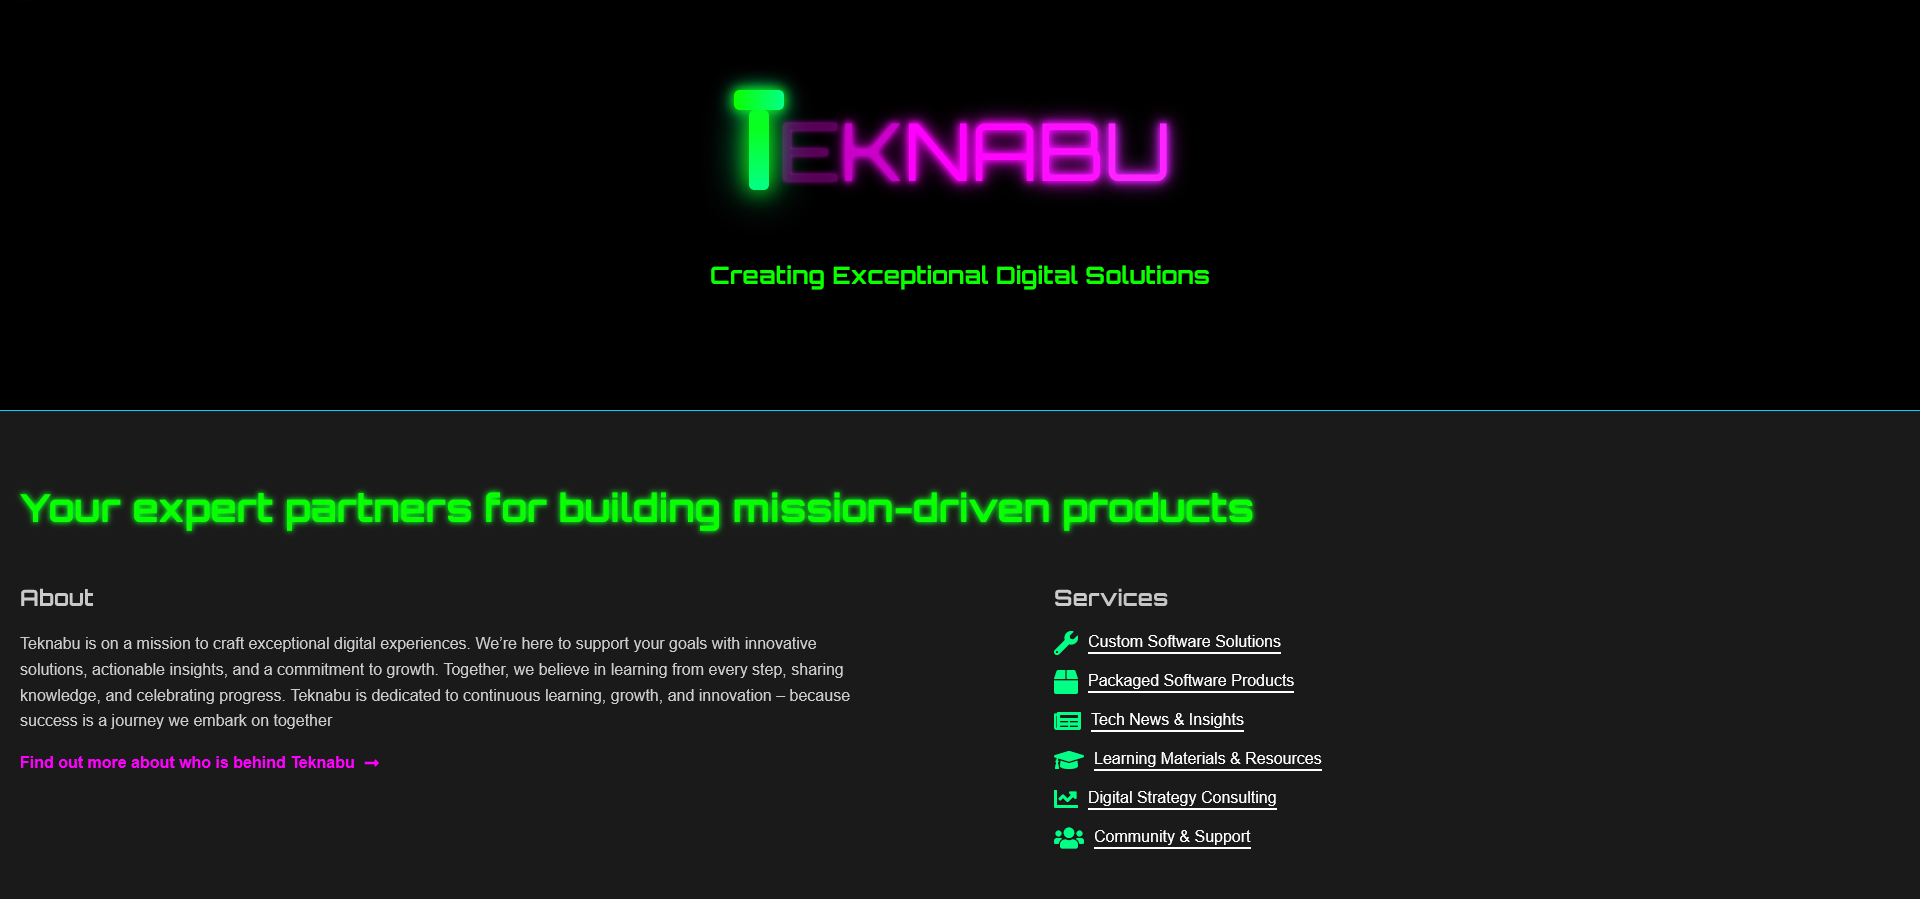 TEKNABU
Creating Exceptional Digital Solutions
Your expert partners for building mission-driven products
About
Teknabu is on a mission to craft exceptional digital experiences. We’re here to support your goals with innovative
solutions, actionable insights, and a commitment to growth. Together, we believe in learning from every step, sharing
knowledge, and celebrating progress. Teknabu is dedicated to continuous learning, growth, and innovation – because
success is a journey we embark on together
Find out more about who is behind Teknabu →
Services
Custom Software Solutions
Packaged Software Products
Tech News & Insights
Learning Materials & Resources
Digital Strategy Consulting
Community & Support